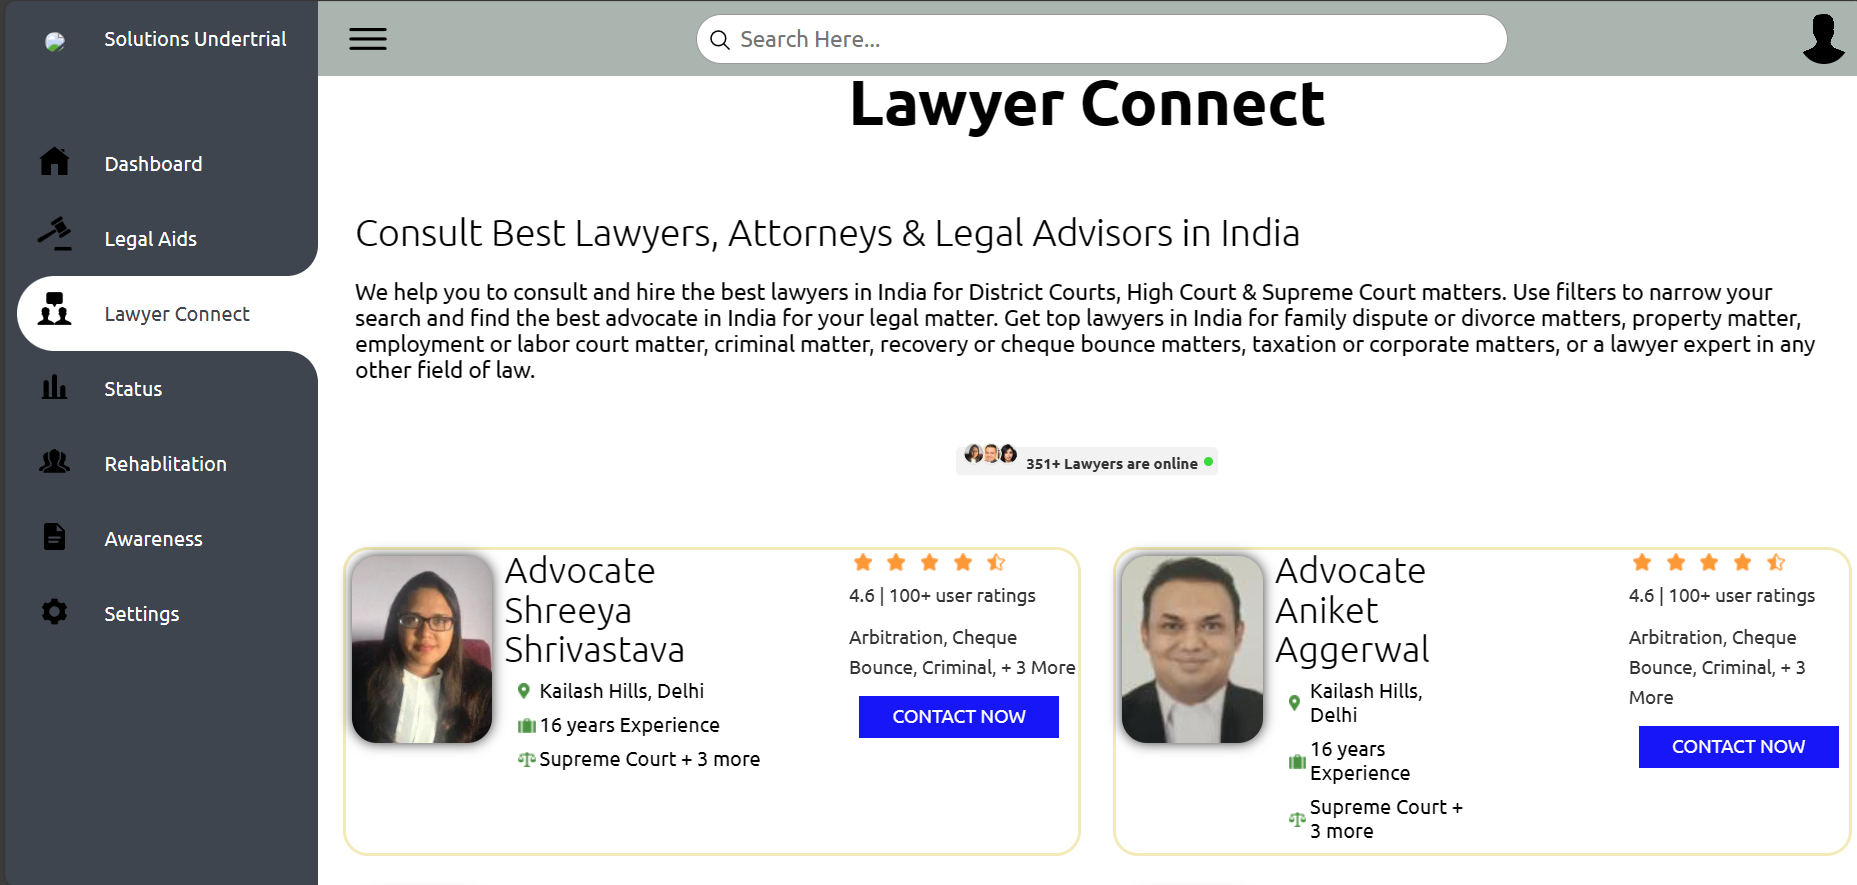 Solutions Undertrial
Search Here...
Dashboard
Legal Aids
Lawyer Connect
Status
Rehablitation
Awareness
Settings
Lawyer Connect
Consult Best Lawyers, Attorneys & Legal Advisors in India
We help you to consult and hire the best lawyers in India for District Courts, High Court & Supreme Court matters. Use filters to narrow your
search and find the best advocate in India for your legal matter. Get top lawyers in India for family dispute or divorce matters, property matter,
employment or labor court matter, criminal matter, recovery or cheque bounce matters, taxation or corporate matters, or a lawyer expert in any
other field of law.
351+ Lawyers are online
Advocate
Shreeya
Shrivastava
Kailash Hills, Delhi
16 years Experience
Supreme Court + 3 more
4.6 | 100+ user ratings
Arbitration, Cheque
Bounce, Criminal, + 3 More
CONTACT NOW
Advocate
Aniket
Aggerwal
Kailash Hills,
Delhi
16 years
Experience
Supreme Court +
3 more
4.6 | 100+ user ratings
Arbitration, Cheque
Bounce, Criminal, + 3
More
CONTACT NOW